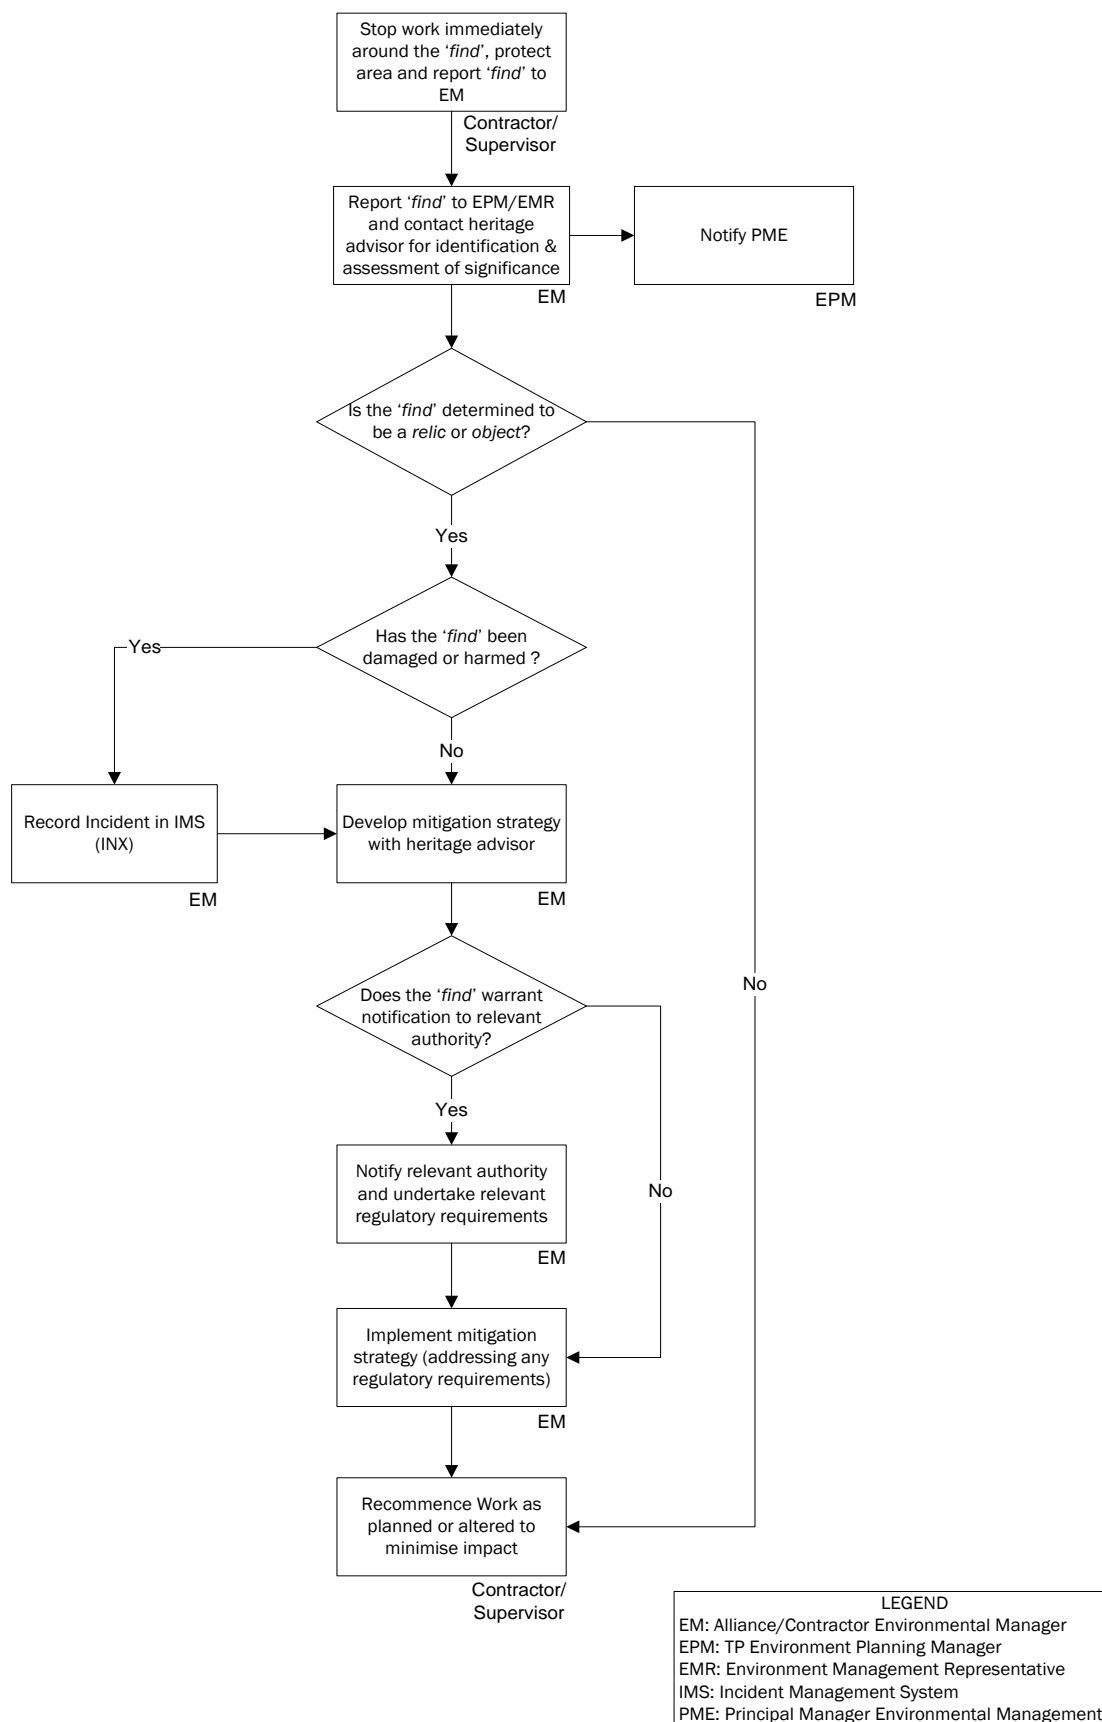 Stop work immediately
around the ‘find’, protect
area and report ‘find’ to
EM
Contractor/
Supervisor
Report ‘find’ to EPM/EMR
and contact heritage
advisor for identification &
assessment of significance
EM
Notify PME
EPM
Is the ‘find’ determined to
be a relic or object?
Yes
Has the ‘find’ been
damaged or harmed ?
Yes
No
Record Incident in IMS
(INX)
EM
Develop mitigation strategy
with heritage advisor
EM
No
Does the ‘find’ warrant
notification to relevant
authority?
Yes
Notify relevant authority
and undertake relevant
regulatory requirements
EM
No
Implement mitigation
strategy (addressing any
regulatory requirements)
EM
Recommence Work as
planned or altered to
minimise impact
Contractor/
Supervisor
LEGEND
EM: Alliance/Contractor Environmental Manager
EPM: TP Environment Planning Manager
EMR: Environment Management Representative
IMS: Incident Management System
PME: Principal Manager Environmental Management